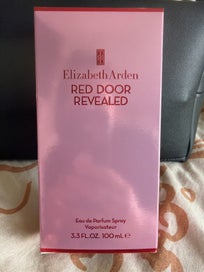 Elizabeth Arden
RED DOOR
REVEALED
Eau de Parfum Spray
Vaporisateur
3.3 FL.OZ. 100 mL ℮